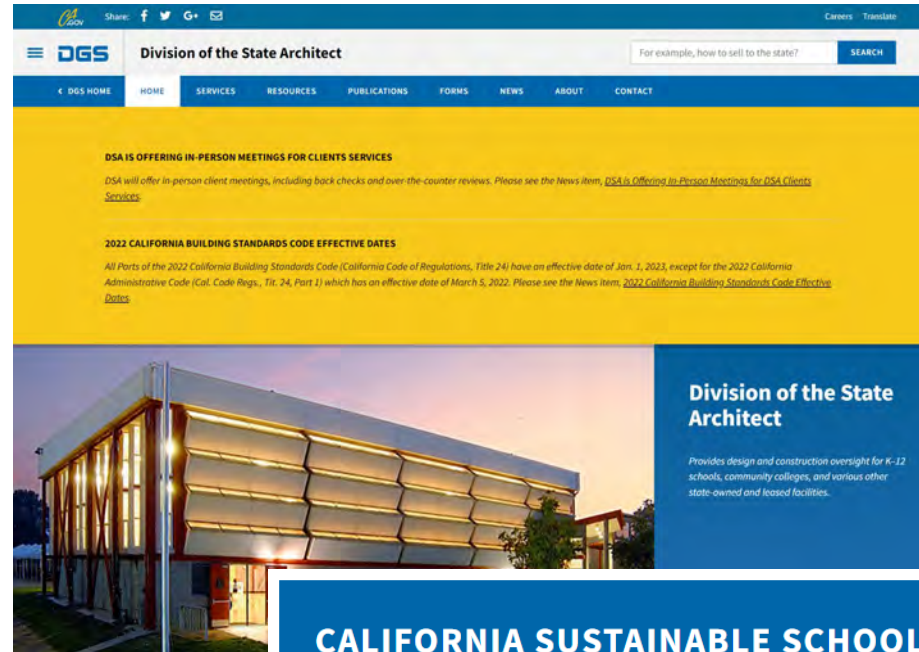 CA.GOV Share: f G+ Careers Translate
DGS Division of the State Architect For example, how to sell to the state? SEARCH
< DGS HOME HOME SERVICES RESOURCES PUBLICATIONS FORMS NEWS ABOUT CONTACT
DSA IS OFFERING IN-PERSON MEETINGS FOR CLIENTS SERVICES
DSA will offer in-person client meetings, including back checks and over-the-counter reviews. Please see the News item, DSA is Offering In-Person Meetings for DSA Clients
Services.
2022 CALIFORNIA BUILDING STANDARDS CODE EFFECTIVE DATES
All Parts of the 2022 California Building Standards Code (California Code of Regulations, Title 24) have an effective date of Jan. 1, 2023, except for the 2022 California
Administrative Code (Cal. Code Regs., Tit. 24, Part 1) which has an effective date of March 5, 2022. Please see the News item, 2022 California Building Standards Code Effective
Dates.
Division of the State
Architect
Provides design and construction oversight for K–12
schools, community colleges, and various other
state-owned and leased facilities.
CALIFORNIA SUSTAINABLE SCHOOL